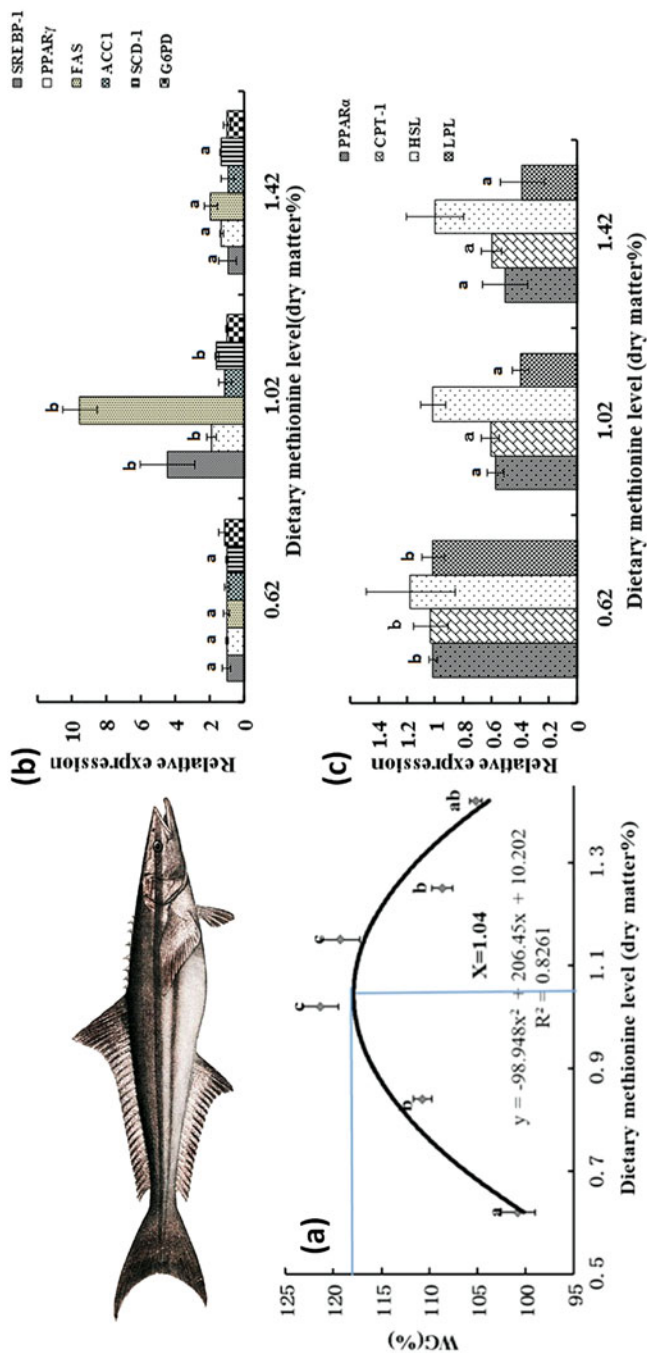 (a)
WG(%)
125
120
115
110
105
100
95
a
b
c
c
b
ab
X=1.04
y = -98.948x² + 206.45x + 10.202
R² = 0.8261
0.5
0.7
0.9
1.1
1.3
Dietary methionine level (dry matter%)
(b)
Relative expression
10
8
6
4
2
0
a
a
a
a
b
b
b
b
a
a
a
a
0.62
1.02
1.42
Dietary methionine level(dry matter%)
SREBP-1
PPARγ
FAS
ACC1
SCD-1
G6PD
(c)
Relative expression
1.4
1.2
1
0.8
0.6
0.4
0.2
0
b
b
b
a
a
a
a
a
a
0.62
1.02
1.42
Dietary methionine level (dry matter%)
PPARα
CPT-1
HSL
LPL